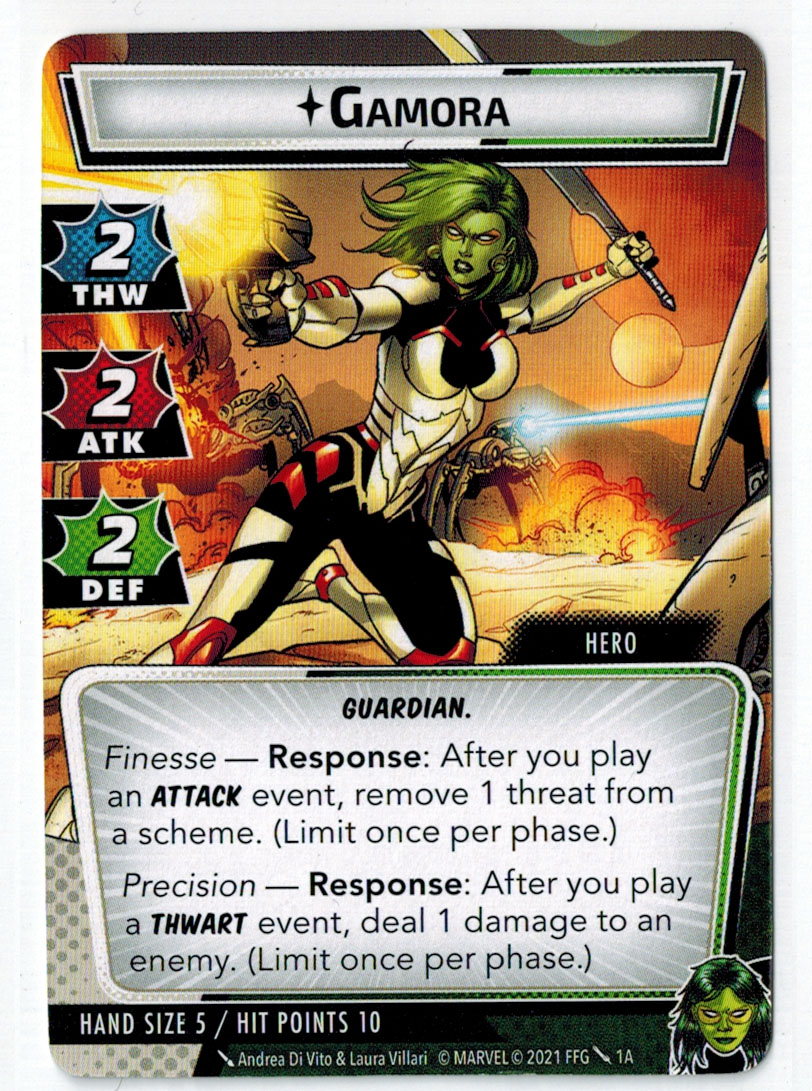 ✦GAMORA
2
THW
2
ATK
2
DEF
HERO
GUARDIAN.
Finesse — Response: After you play
an ATTACK event, remove 1 threat from
a scheme. (Limit once per phase.)
Precision — Response: After you play
a THWART event, deal 1 damage to an
enemy. (Limit once per phase.)
HAND SIZE 5 / HIT POINTS 10
Andrea Di Vito & Laura Villari © MARVEL © 2021 FFG 1A